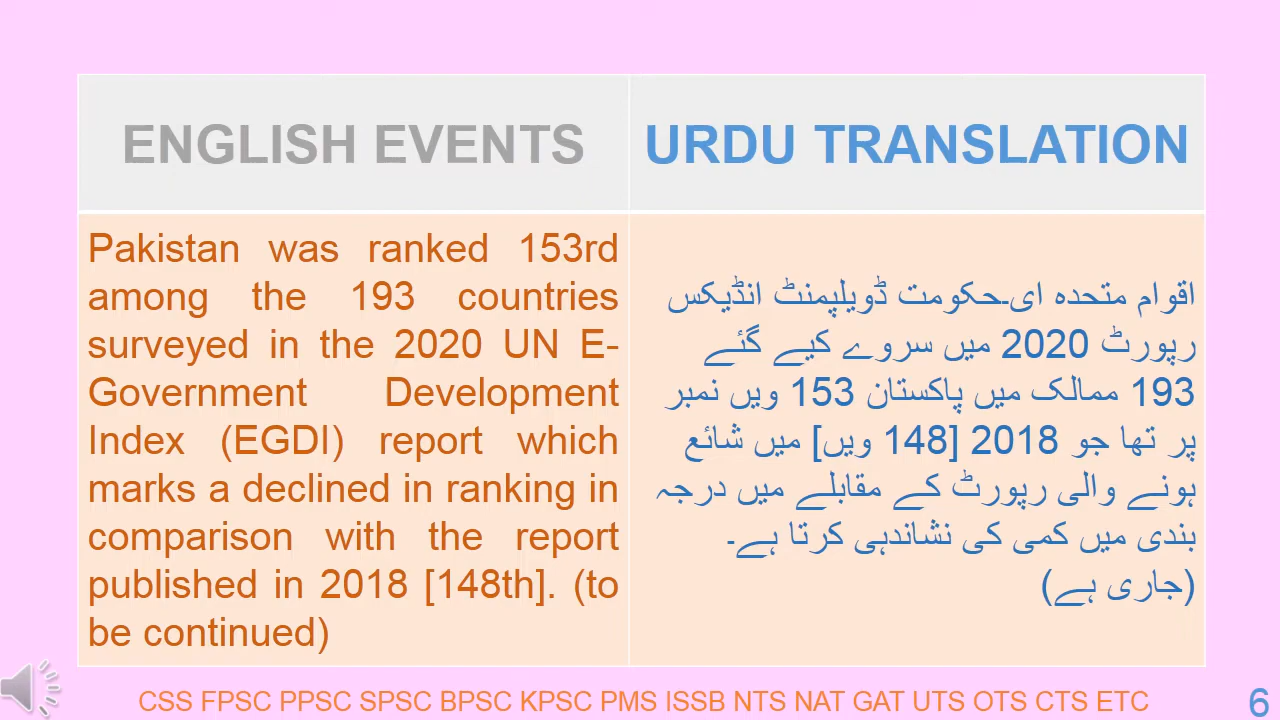 ENGLISH EVENTS
URDU TRANSLATION
Pakistan was ranked 153rd
among the 193 countries
surveyed in the 2020 UN E-
Government Development
Index (EGDI) report which
marks a declined in ranking in
comparison with the report
published in 2018 [148th]. (to
be continued)
اقوام متحدہ ای۔حکومت ڈویلپمنٹ انڈیکس
رپورٹ 2020 میں سروے کیے گئے
193 ممالک میں پاکستان 153 ویں نمبر
پر تھا جو 2018 [148 ویں] میں شائع
ہونے والی رپورٹ کے مقابلے میں درجہ
بندی میں کمی کی نشاندہی کرتا ہے۔
(جاری ہے)
CSS FPSC PPSC SPSC BPSC KPSC PMS ISSB NTS NAT GAT UTS OTS CTS ETC
6